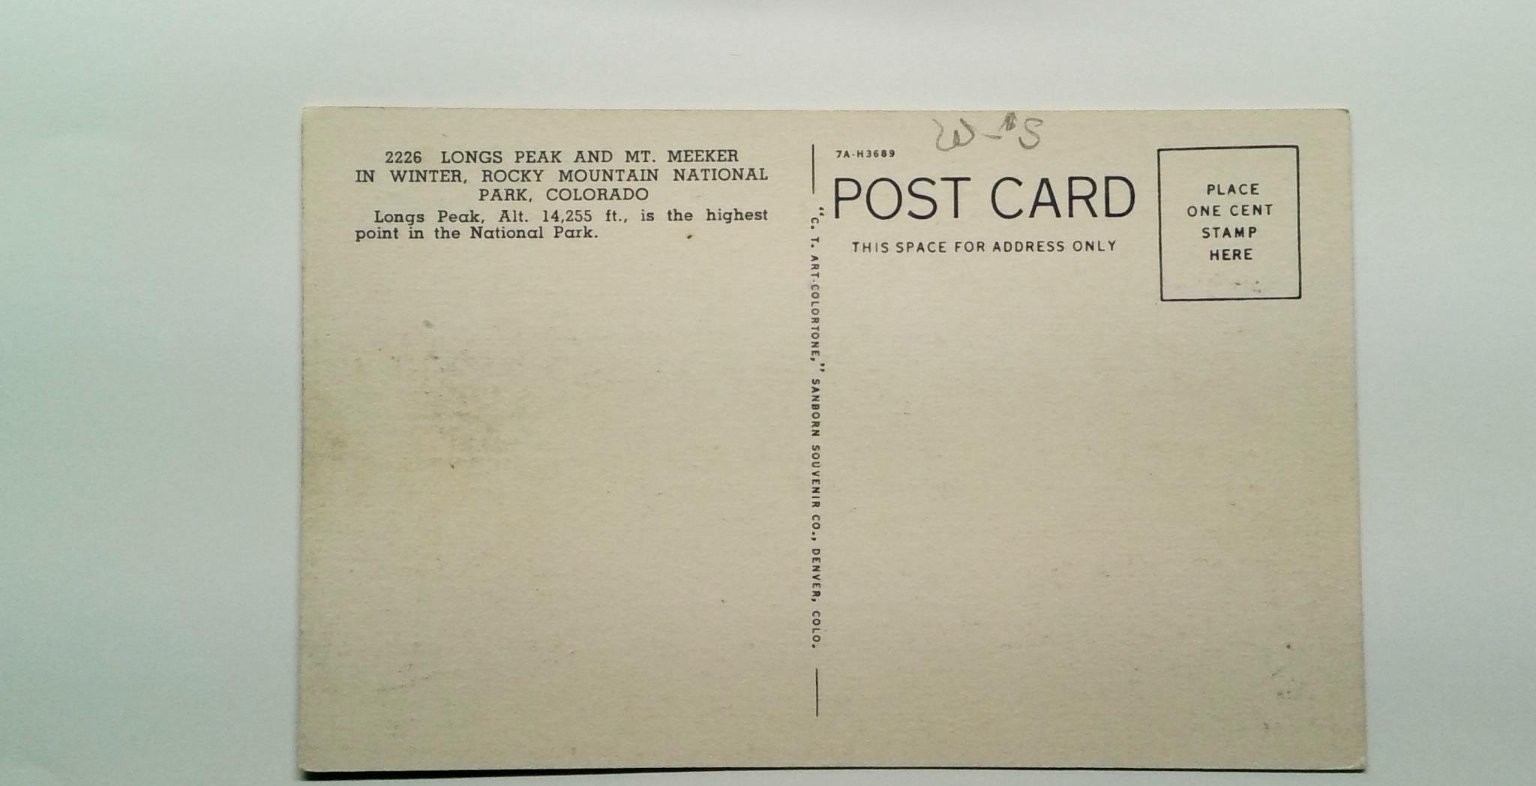 2226 LONGS PEAK AND MT. MEEKER
IN WINTER, ROCKY MOUNTAIN NATIONAL
PARK, COLORADO
Longs Peak, Alt. 14,255 ft., is the highest
point in the National Park.
"C. T. ART-COLORTONE," SANBORN SOUVENIR CO., DENVER, COLO.
7A-H3689
POST CARD
THIS SPACE FOR ADDRESS ONLY
PLACE
ONE CENT
STAMP
HERE